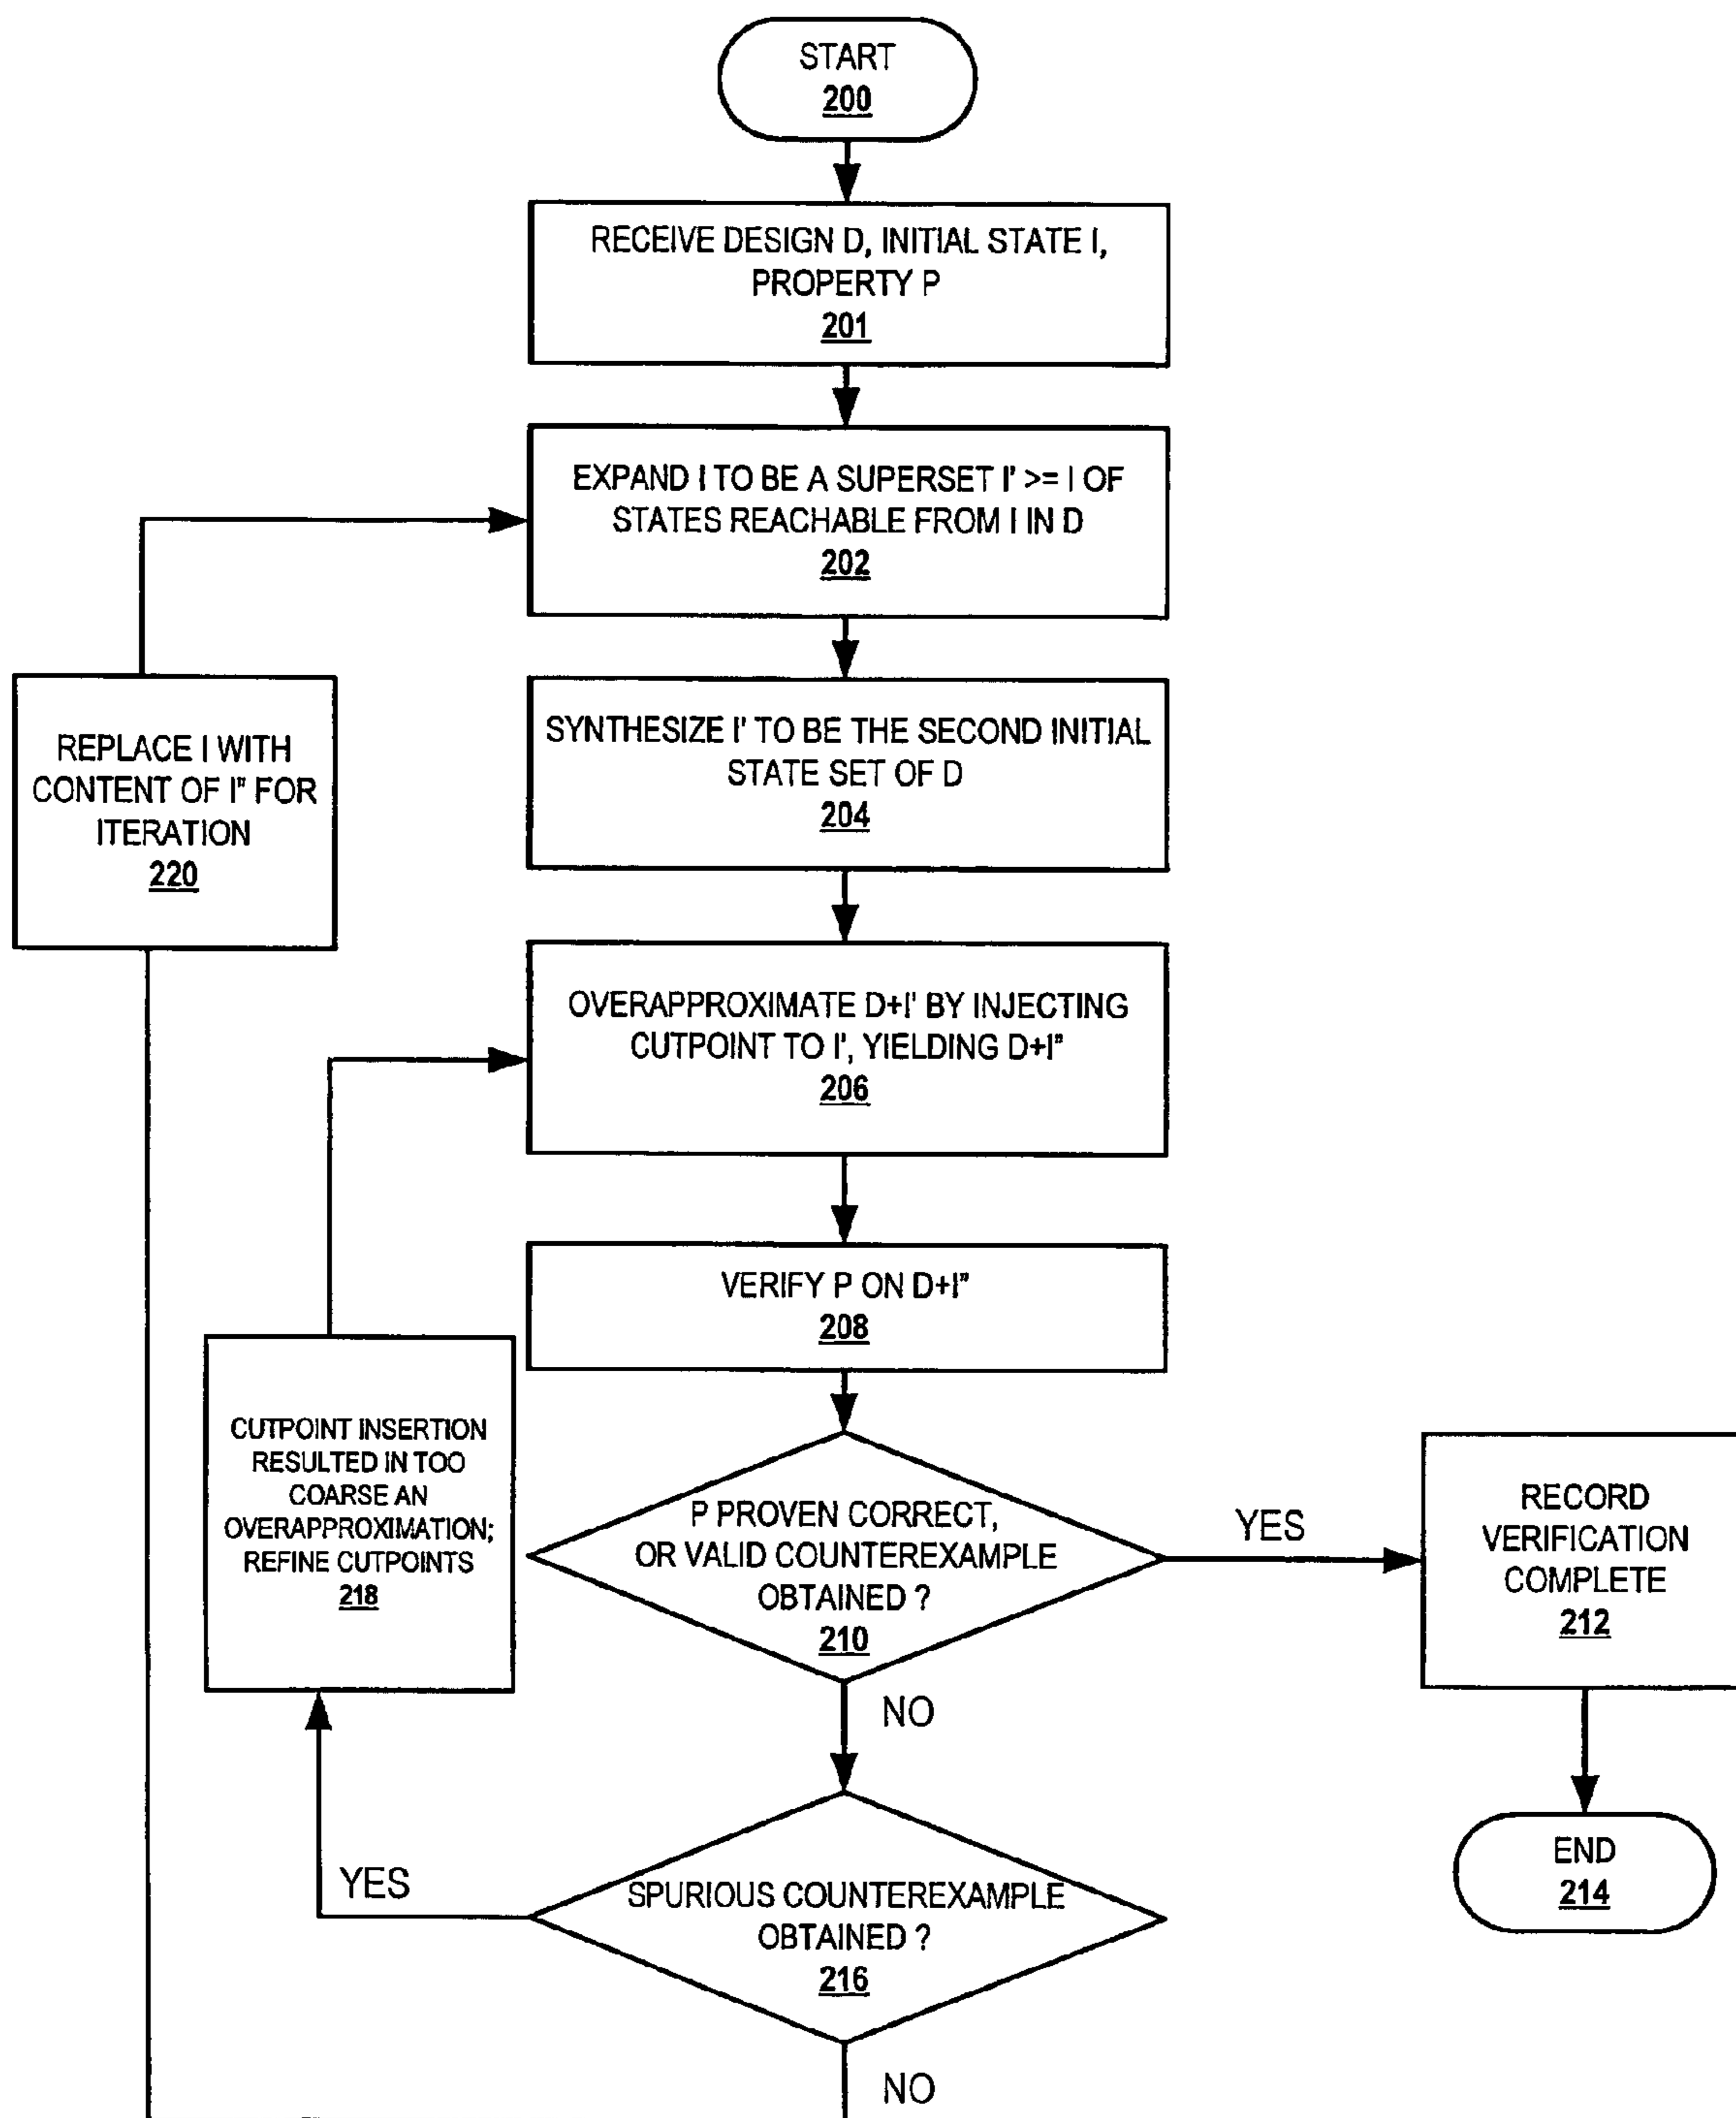 START
200
RECEIVE DESIGN D, INITIAL STATE I,
PROPERTY P
201
EXPAND I TO BE A SUPERSET I' >= I OF
STATES REACHABLE FROM I IN D
202
SYNTHESIZE I' TO BE THE SECOND INITIAL
STATE SET OF D
204
REPLACE I WITH
CONTENT OF I" FOR
ITERATION
220
OVERAPPROXIMATE D+I' BY INJECTING
CUTPOINT TO I', YIELDING D+I"
206
VERIFY P ON D+I"
208
CUTPOINT INSERTION
RESULTED IN TOO
COARSE AN
OVERAPPROXIMATION;
REFINE CUTPOINTS
218
P PROVEN CORRECT,
OR VALID COUNTEREXAMPLE
OBTAINED ?
210
YES
RECORD
VERIFICATION
COMPLETE
212
NO
END
214
YES
SPURIOUS COUNTEREXAMPLE
OBTAINED ?
216
NO